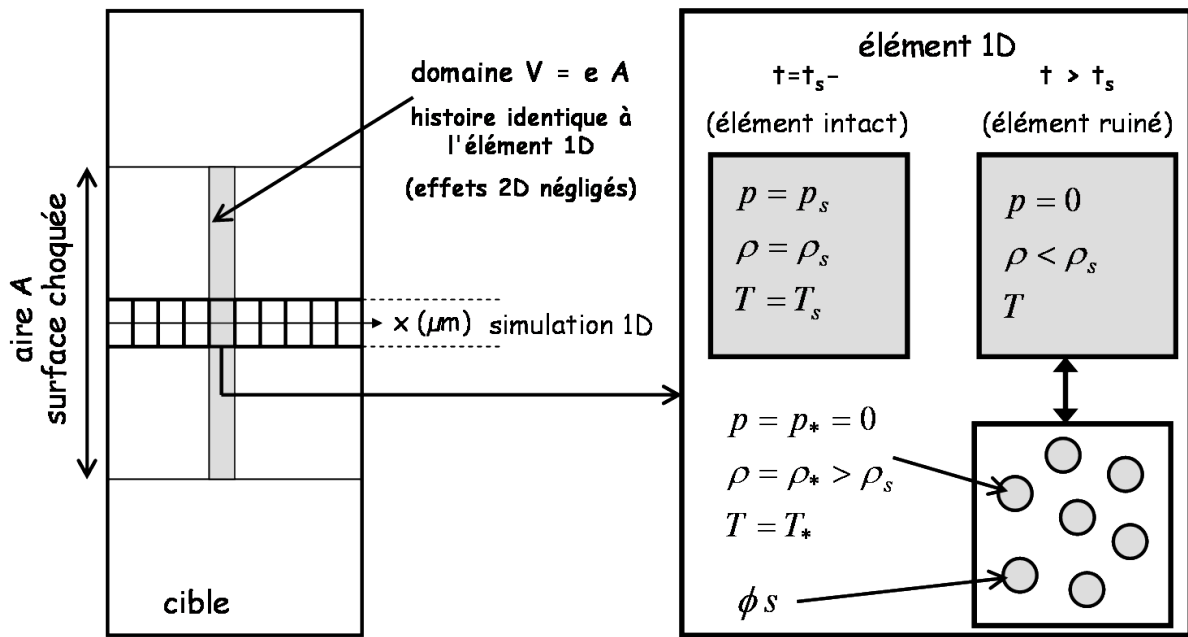 domaine V = e A
histoire identique à
l'élément 1D
(effets 2D négligés)
aire A
surface choquée
x (μm)
simulation 1D
cible
élément 1D
t=tₛ-
(élément intact)
t > tₛ
(élément ruiné)
p = pₛ
ρ = ρₛ
T = Tₛ
p = 0
ρ < ρₛ
T
p = p* = 0
ρ = ρ* > ρₛ
T = T*
ϕ s